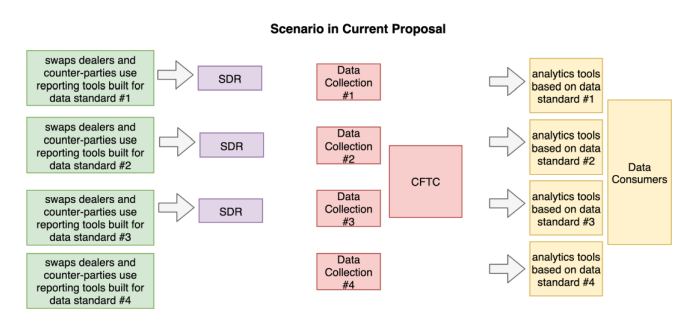 Scenario in Current Proposal
swaps dealers and
counter-parties use
reporting tools built for
data standard #1
SDR
Data
Collection
#1
analytics tools
based on data
standard #1
swaps dealers and
counter-parties use
reporting tools built for
data standard #2
SDR
Data
Collection
#2
analytics tools
based on data
standard #2
CFTC
Data
Consumers
swaps dealers and
counter-parties use
reporting tools built for
data standard #3
SDR
Data
Collection
#3
analytics tools
based on data
standard #3
swaps dealers and
counter-parties use
reporting tools built for
data standard #4
Data
Collection
#4
analytics tools
based on data
standard #4